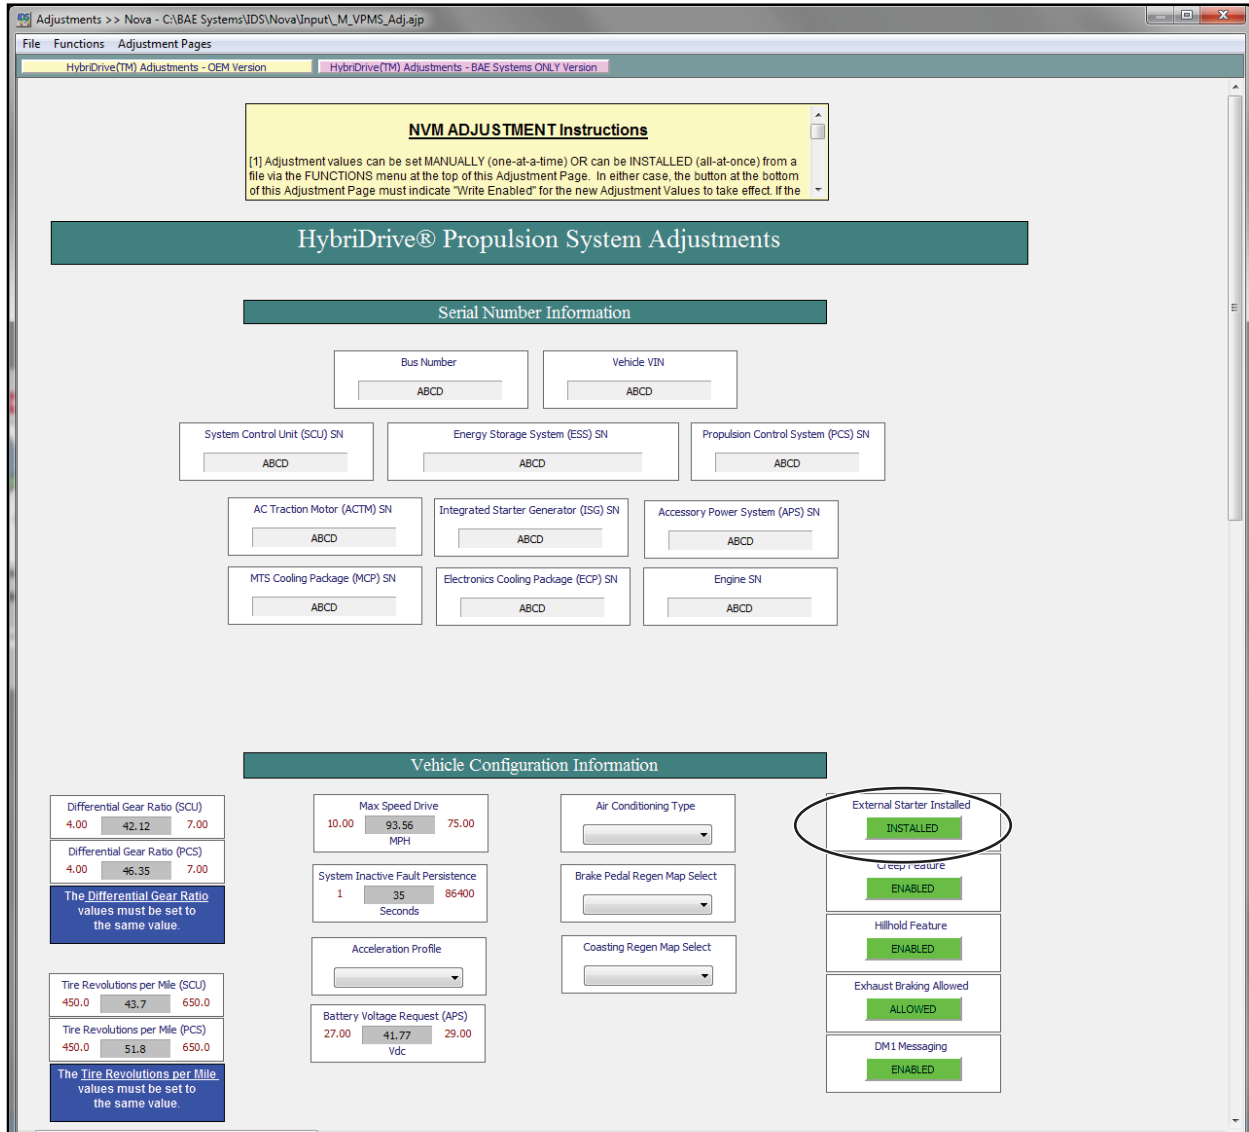 Adjustments >> Nova - C:\BAE Systems\IDS\Nova\Input\_M_VPMS_Adj.ajp
File Functions Adjustment Pages
HybriDrive(TM) Adjustments - OEM Version HybriDrive(TM) Adjustments - BAE Systems ONLY Version
NVM ADJUSTMENT Instructions
[1] Adjustment values can be set MANUALLY (one-at-a-time) OR can be INSTALLED (all-at-once) from a
file via the FUNCTIONS menu at the top of this Adjustment Page. In either case, the button at the bottom
of this Adjustment Page must indicate "Write Enabled" for the new Adjustment Values to take effect. If the
HybriDrive® Propulsion System Adjustments
Serial Number Information
Bus Number
ABCD
Vehicle VIN
ABCD
System Control Unit (SCU) SN
ABCD
Energy Storage System (ESS) SN
ABCD
Propulsion Control System (PCS) SN
ABCD
AC Traction Motor (ACTM) SN
ABCD
Integrated Starter Generator (ISG) SN
ABCD
Accessory Power System (APS) SN
ABCD
MTS Cooling Package (MCP) SN
ABCD
Electronics Cooling Package (ECP) SN
ABCD
Engine SN
ABCD
Vehicle Configuration Information
Differential Gear Ratio (SCU)
4.00 42.12 7.00
Differential Gear Ratio (PCS)
4.00 46.35 7.00
The Differential Gear Ratio
values must be set to
the same value.
Tire Revolutions per Mile (SCU)
450.0 43.7 650.0
Tire Revolutions per Mile (PCS)
450.0 51.8 650.0
The Tire Revolutions per Mile
values must be set to
the same value.
Max Speed Drive
10.00 93.56 75.00
MPH
System Inactive Fault Persistence
1 35 86400
Seconds
Acceleration Profile
Battery Voltage Request (APS)
27.00 41.77 29.00
Vdc
Air Conditioning Type
Brake Pedal Regen Map Select
Coasting Regen Map Select
External Starter Installed
INSTALLED
Creep Feature
ENABLED
Hillhold Feature
ENABLED
Exhaust Braking Allowed
ALLOWED
DM1 Messaging
ENABLED